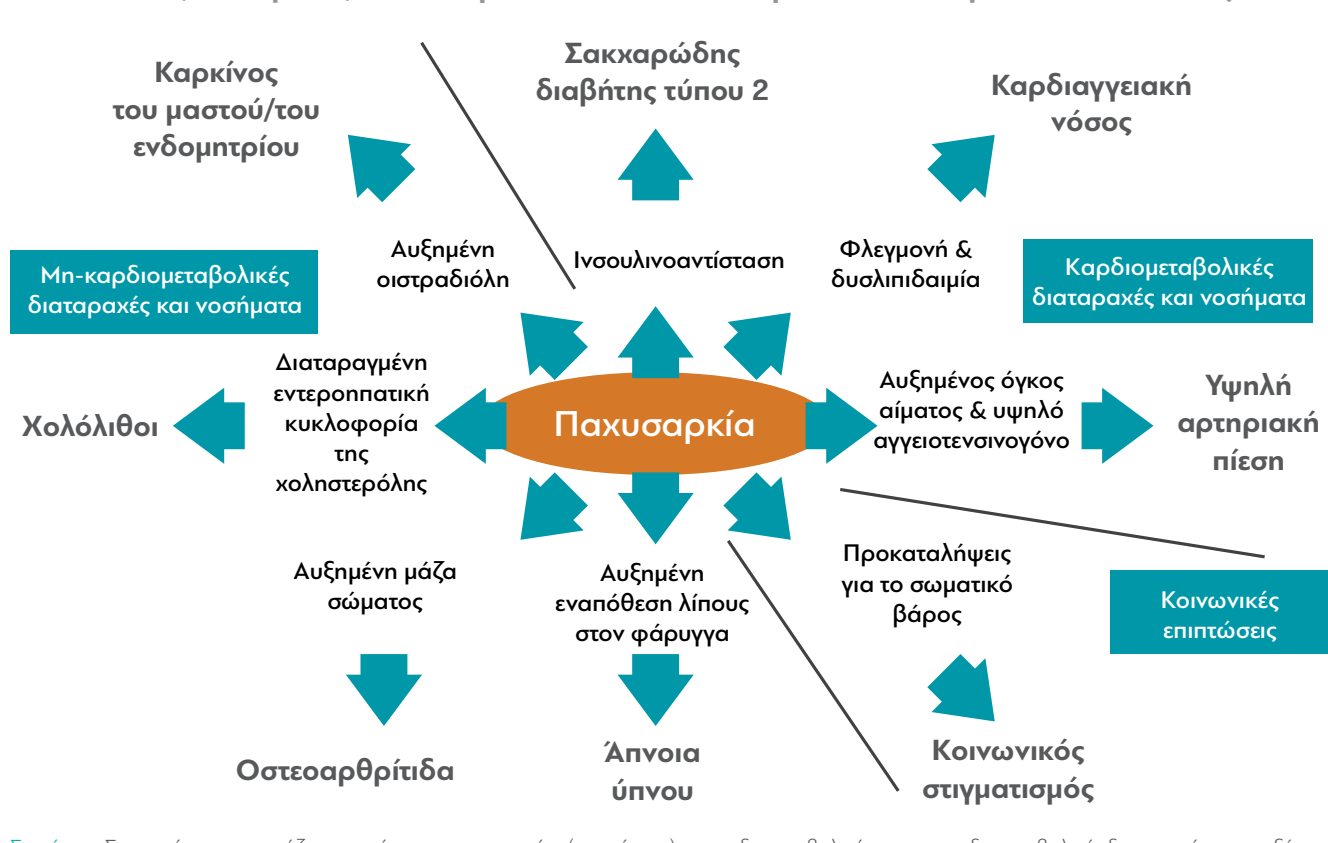 Καρκίνος
του μαστού/του
ενδομητρίου
Σακχαρώδης
διαβήτης τύπου 2
Καρδιαγγειακή
νόσος
Αυξημένη
οιστραδιόλη
Ινσουλινοαντίσταση
Φλεγμονή &
δυσλιπιδαιμία
Μη-καρδιομεταβολικές
διαταραχές και νοσήματα
Καρδιομεταβολικές
διαταραχές και νοσήματα
Χολόλιθοι
Διαταραγμένη
εντεροηπατική
κυκλοφορία
της
χοληστερόλης
Παχυσαρκία
Αυξημένος όγκος
αίματος & υψηλό
αγγειοτενσινογόνο
Υψηλή
αρτηριακή
πίεση
Αυξημένη μάζα
σώματος
Αυξημένη
εναπόθεση λίπους
στον φάρυγγα
Προκαταλήψεις
για το σωματικό
βάρος
Κοινωνικές
επιπτώσεις
Οστεοαρθρίτιδα
Άπνοια
ύπνου
Κοινωνικός
στιγματισμός